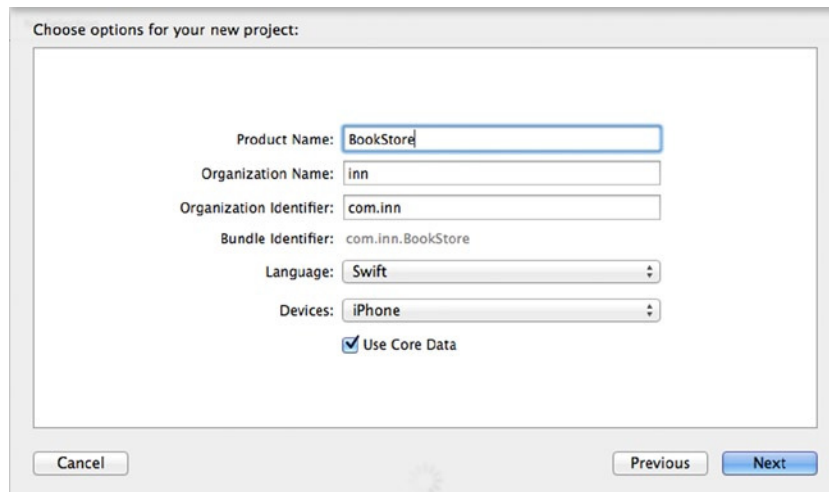 Choose options for your new project:
Product Name: BookStore
Organization Name: inn
Organization Identifier: com.inn
Bundle Identifier: com.inn.BookStore
Language: Swift
Devices: iPhone
Use Core Data
Cancel Previous Next